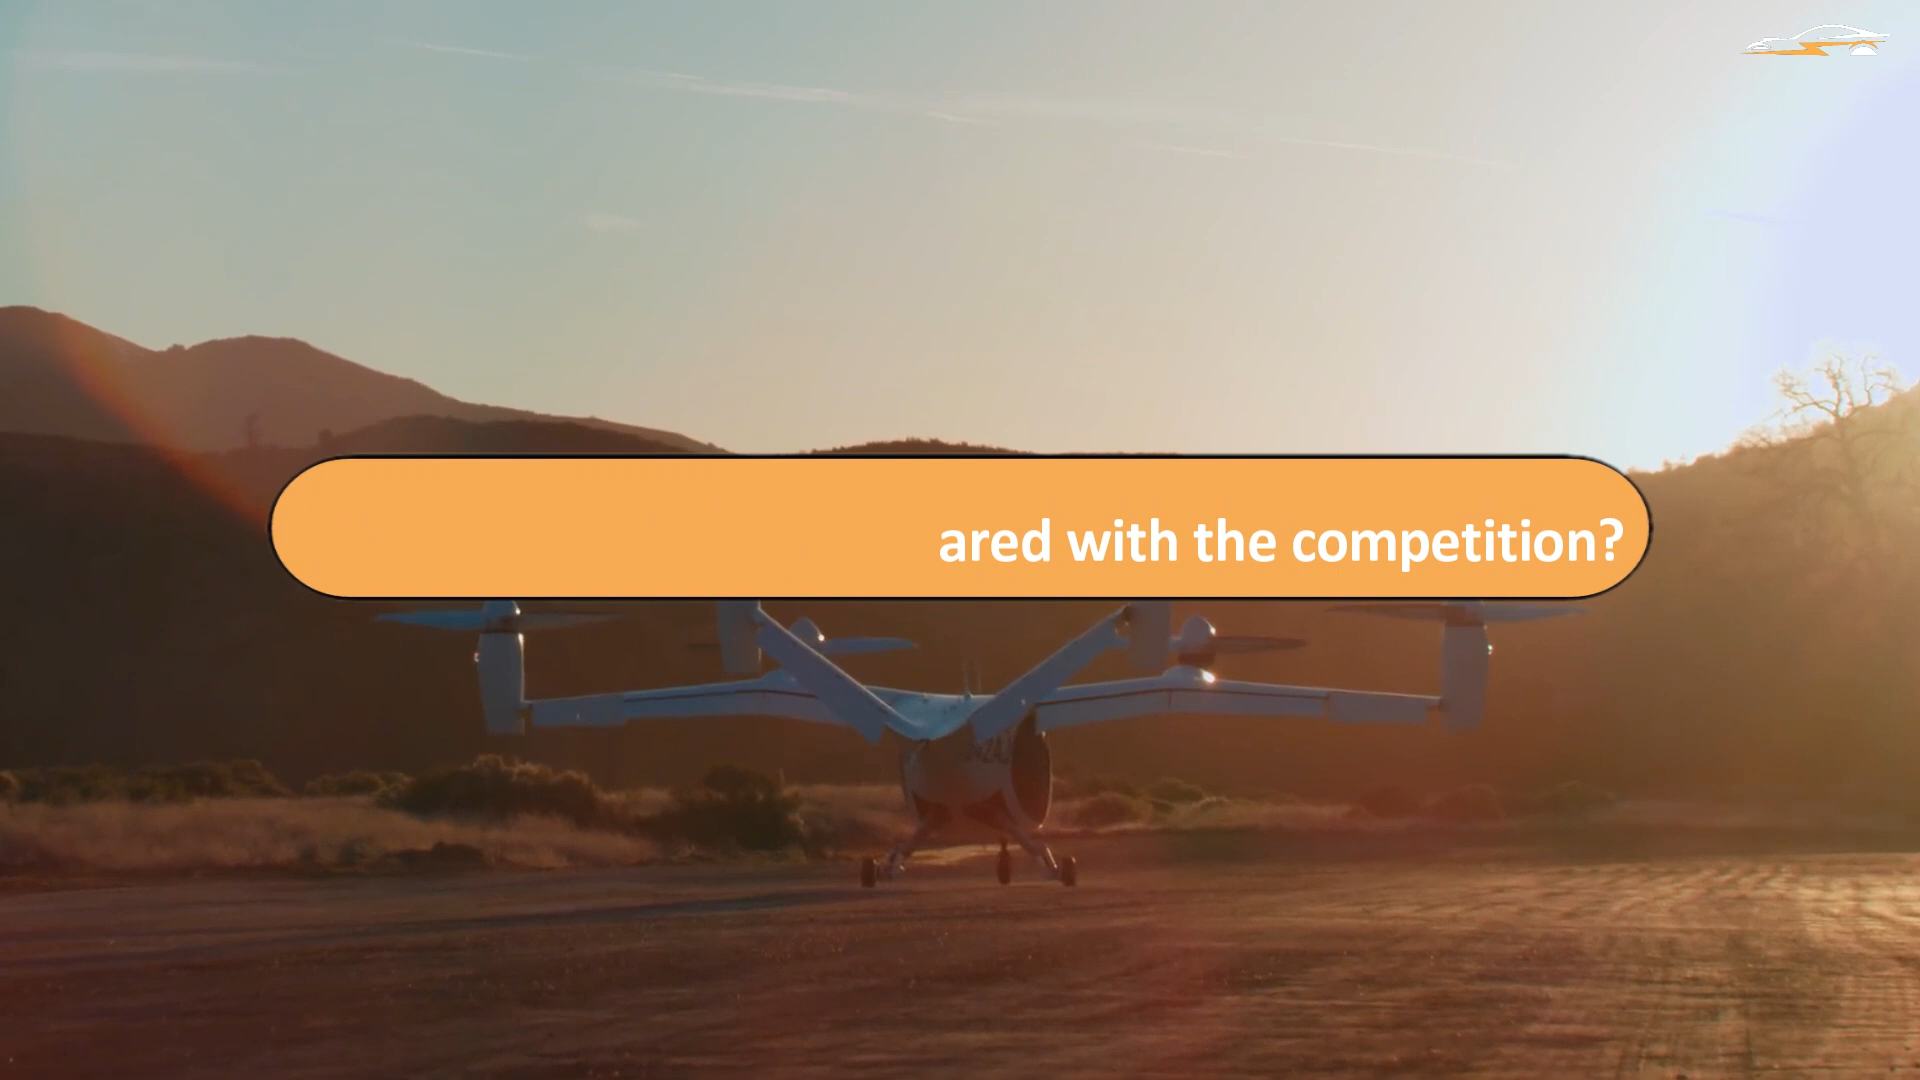 ared with the competition?